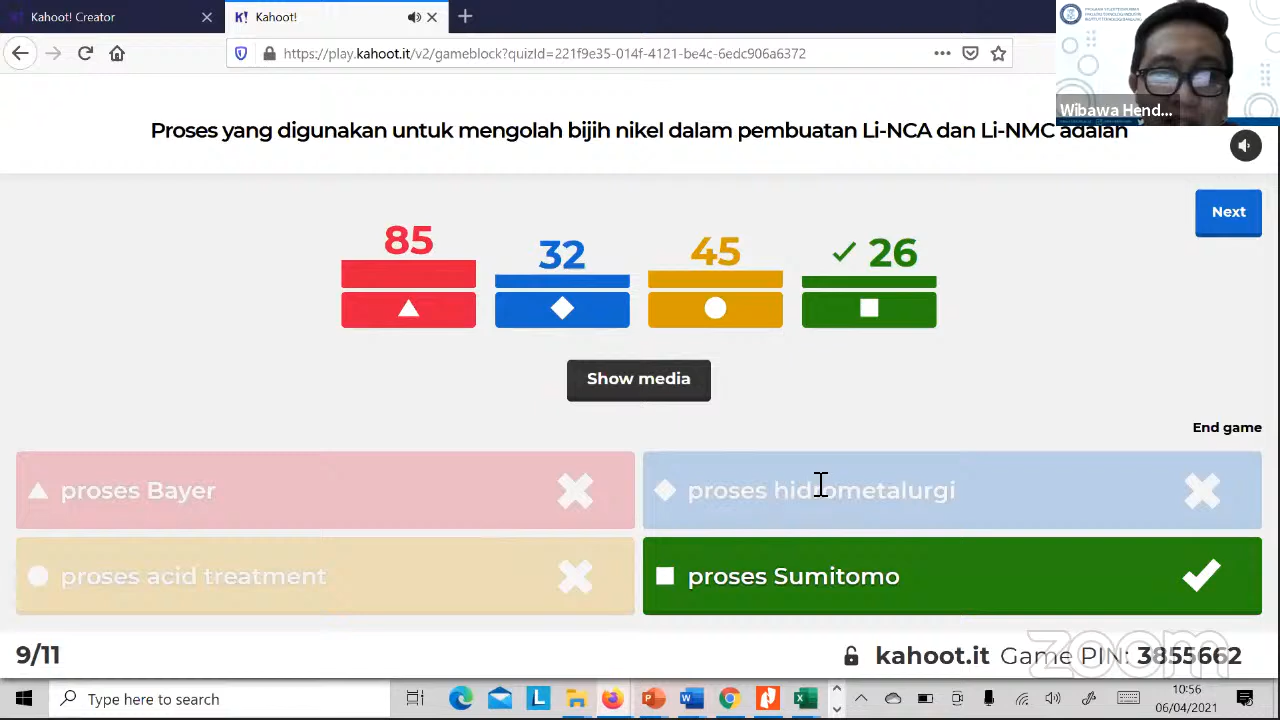 Kahoot! Creator
Kahoot!
https://play.kahoot.it/v2/gameblock?quizId=221f9e35-014f-4121-be4c-6edc906a6372
Wibawa Hend...
Proses yang digunakan untuk mengolah bijih nikel dalam pembuatan Li-NCA dan Li-NMC adalah
Next
85
32
45
26
Show media
End game
proses Bayer
proses hidrometalurgi
proses acid treatment
proses Sumitomo
9/11
kahoot.it Game PIN: 3855662
zoom
Type here to search
10:56
06/04/2021